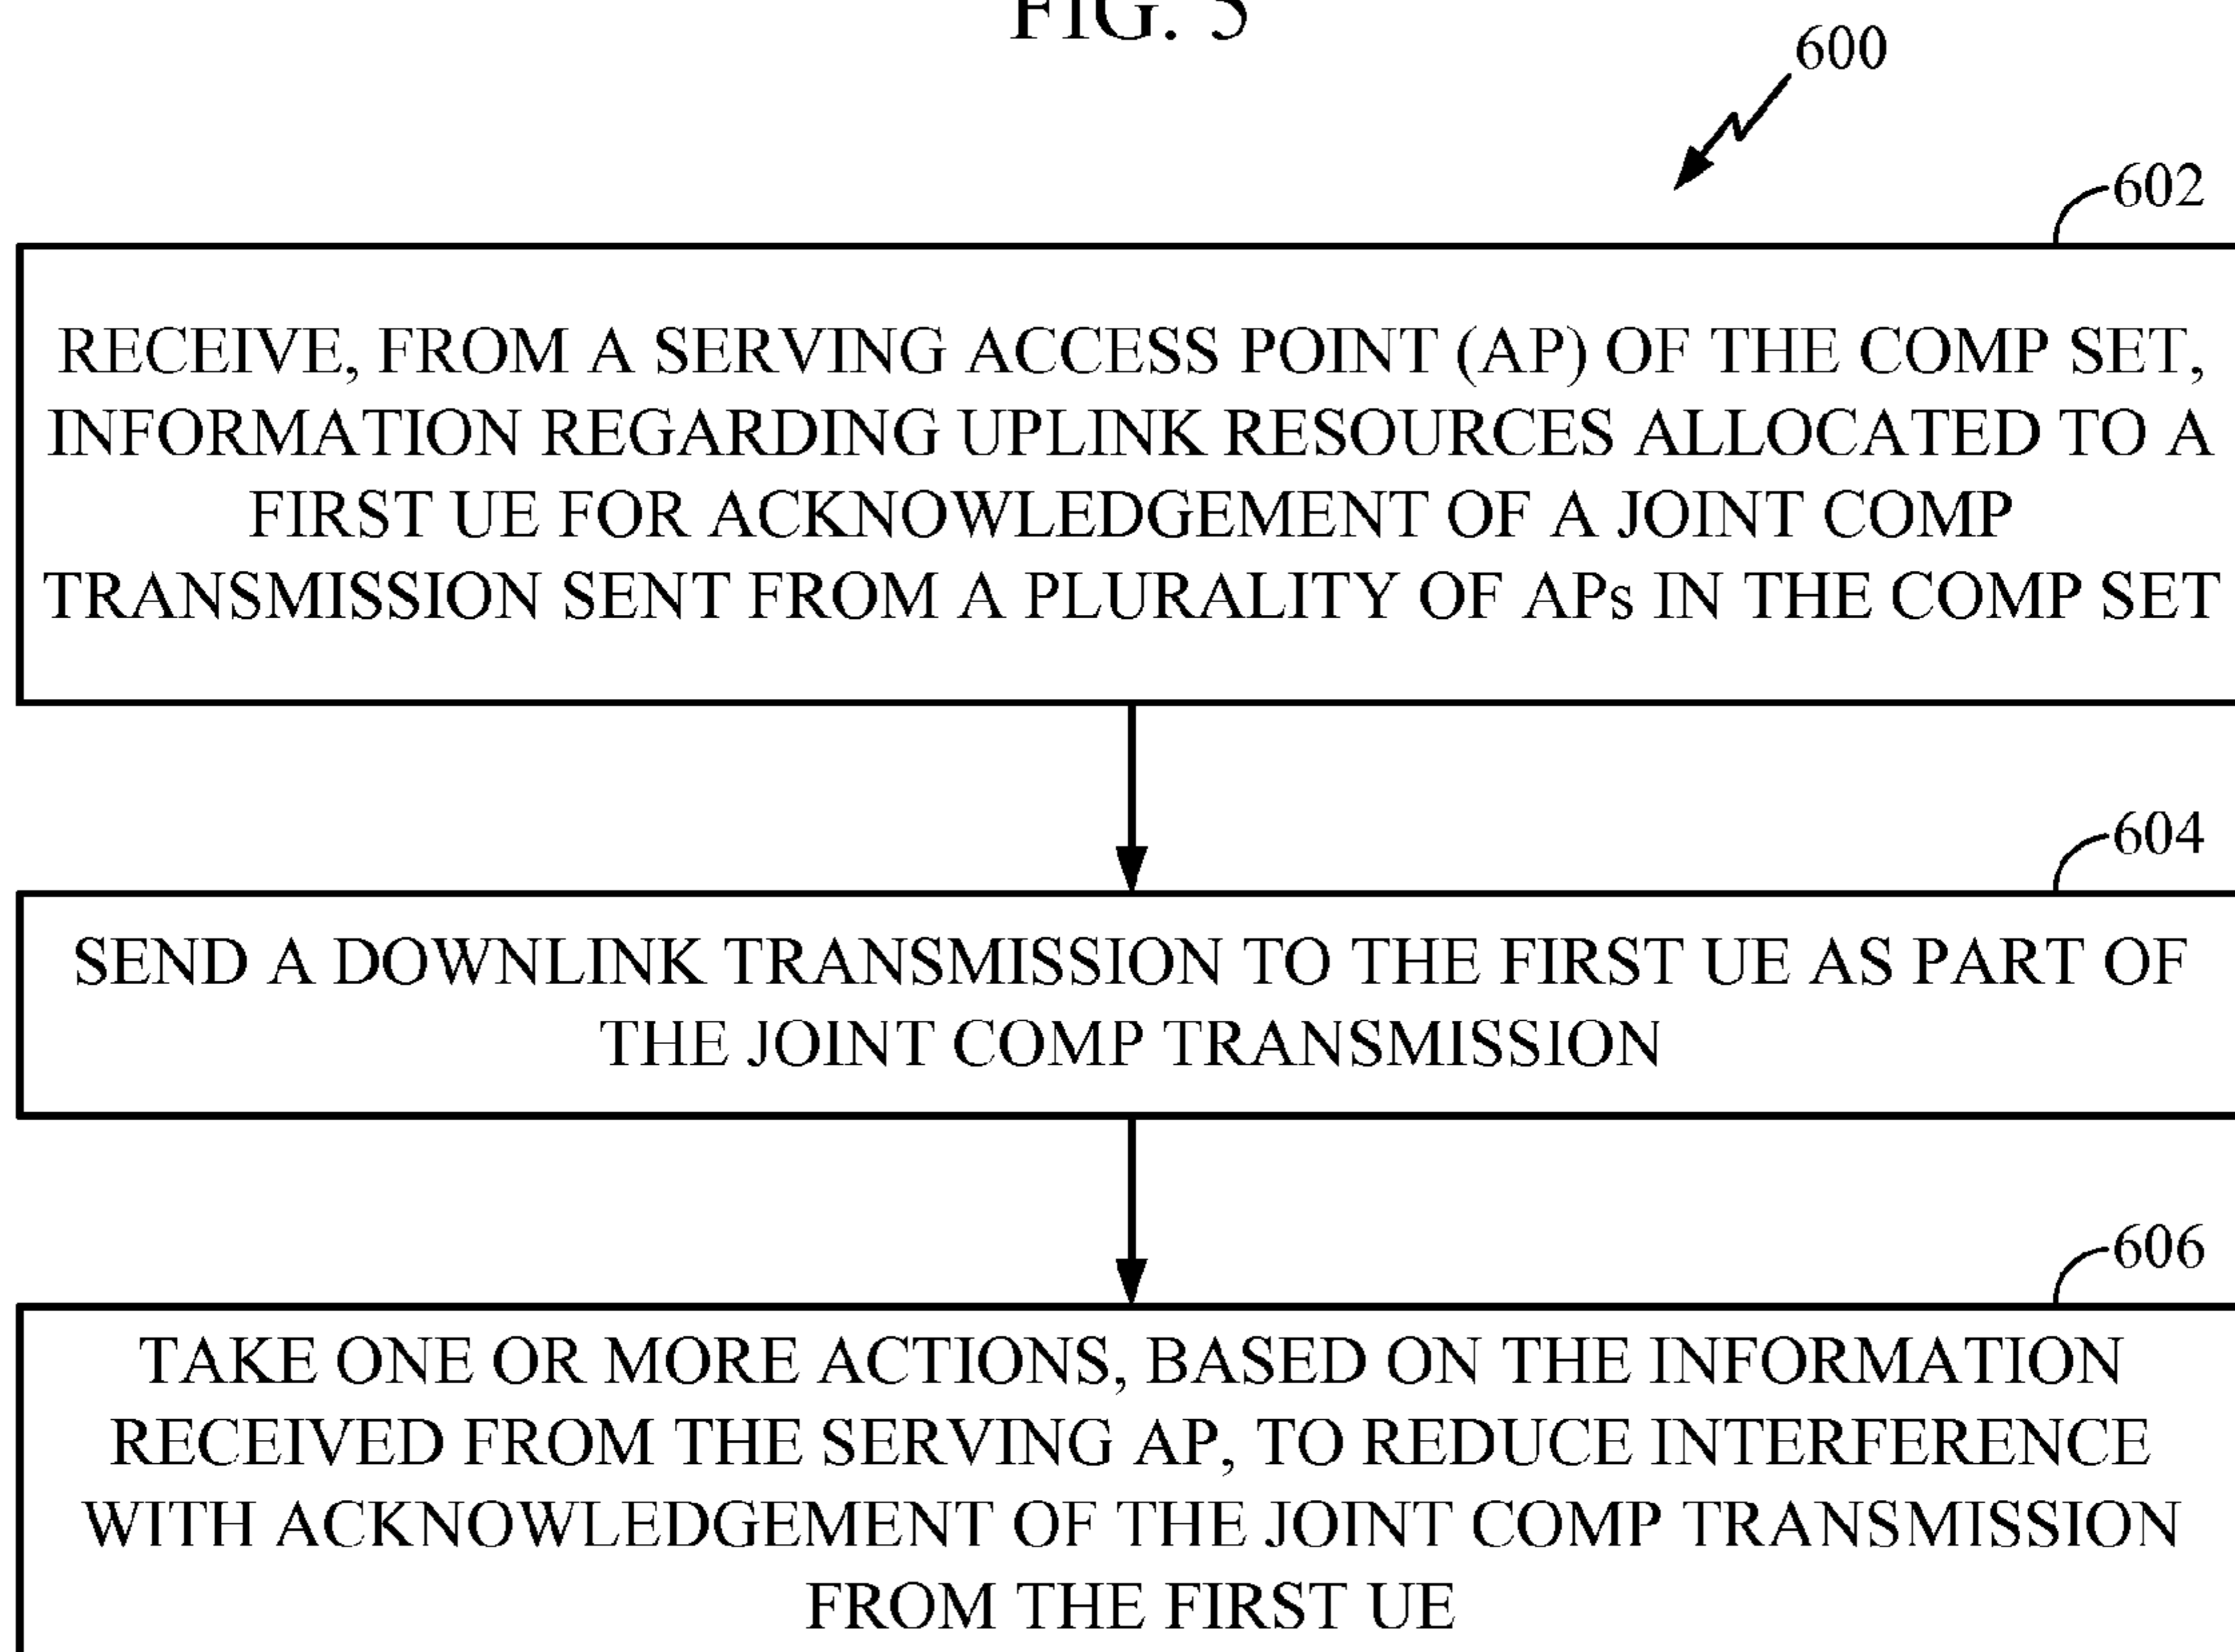 FIG. 5
600
602
RECEIVE, FROM A SERVING ACCESS POINT (AP) OF THE COMP SET,
INFORMATION REGARDING UPLINK RESOURCES ALLOCATED TO A
FIRST UE FOR ACKNOWLEDGEMENT OF A JOINT COMP
TRANSMISSION SENT FROM A PLURALITY OF APs IN THE COMP SET
604
SEND A DOWNLINK TRANSMISSION TO THE FIRST UE AS PART OF
THE JOINT COMP TRANSMISSION
606
TAKE ONE OR MORE ACTIONS, BASED ON THE INFORMATION
RECEIVED FROM THE SERVING AP, TO REDUCE INTERFERENCE
WITH ACKNOWLEDGEMENT OF THE JOINT COMP TRANSMISSION
FROM THE FIRST UE